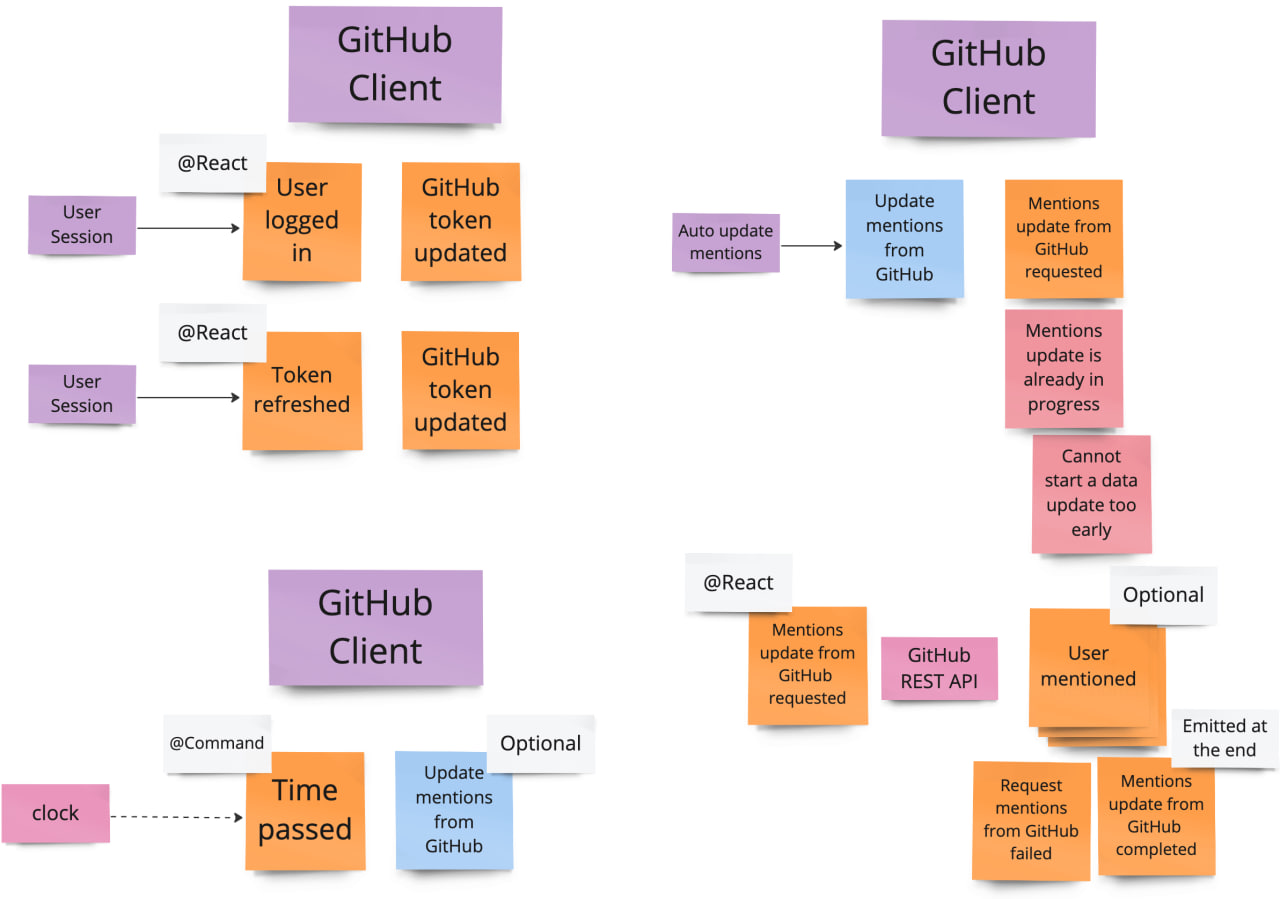 GitHub
Client
@React
User
logged
in
GitHub
token
updated
User
Session
@React
Token
refreshed
GitHub
token
updated
User
Session
GitHub
Client
@Command
Time
passed
Optional
Update
mentions
from
GitHub
clock
GitHub
Client
Auto update
mentions
Update
mentions
from
GitHub
Mentions
update from
GitHub
requested
Mentions
update is
already in
progress
Cannot
start a data
update too
early
@React
Mentions
update from
GitHub
requested
GitHub
REST API
Optional
User
mentioned
Emitted at
the end
Request
mentions
from GitHub
failed
Mentions
update from
GitHub
completed